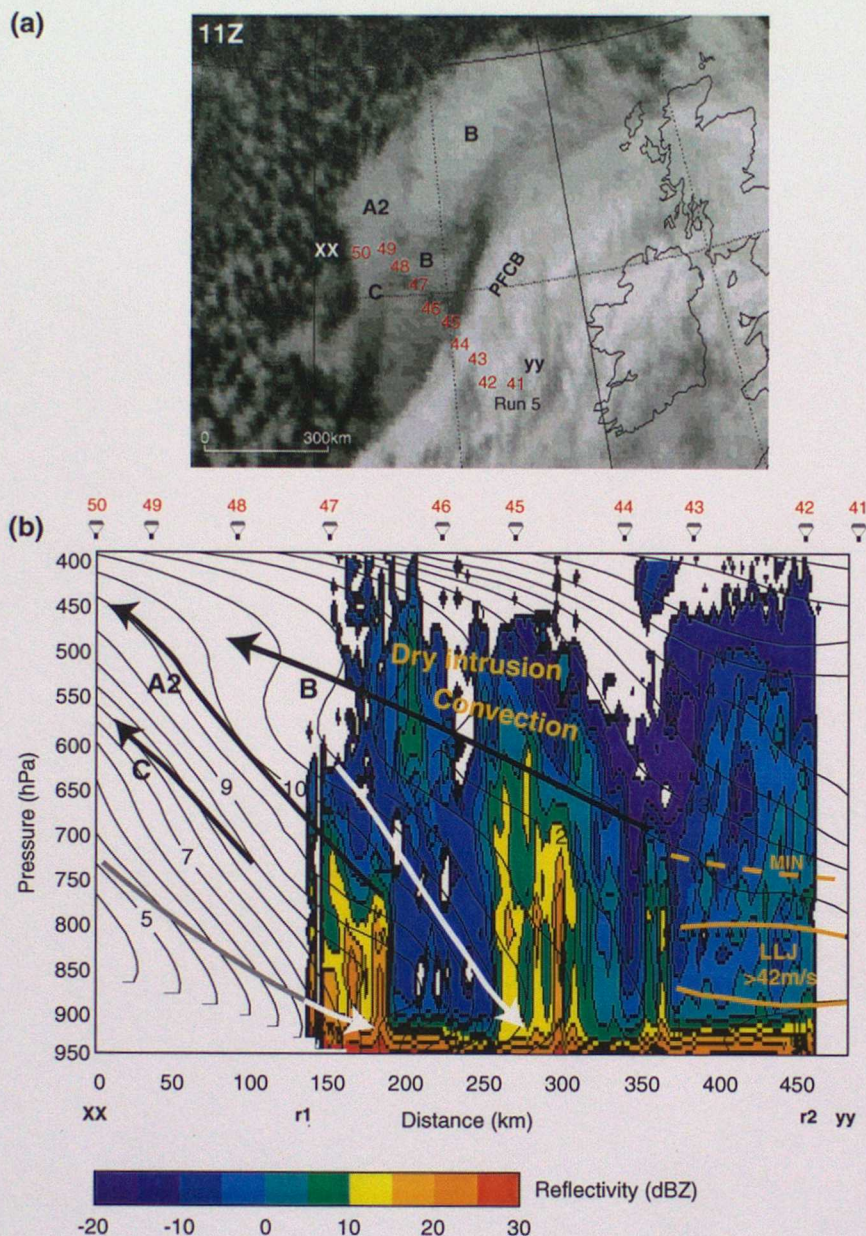 (a)
11Z
B
A2
XX 50 49 B
48
C 47
46
45
PFCB
44
43 yy
42 41
Run 5
0 300km
(b)
50 49 48 47 46 45 44 43 42 41
400
450
500
550
600
650
700
750
800
850
900
950
Pressure (hPa)
Dry intrusion
Convection
A2
B
C
9
10
7
5
2
MIN
LLJ
>42m/s
0 50 100 150 200 250 300 350 400 450
XX r1 Distance (km) r2 yy
Reflectivity (dBZ)
-20 -10 0 10 20 30